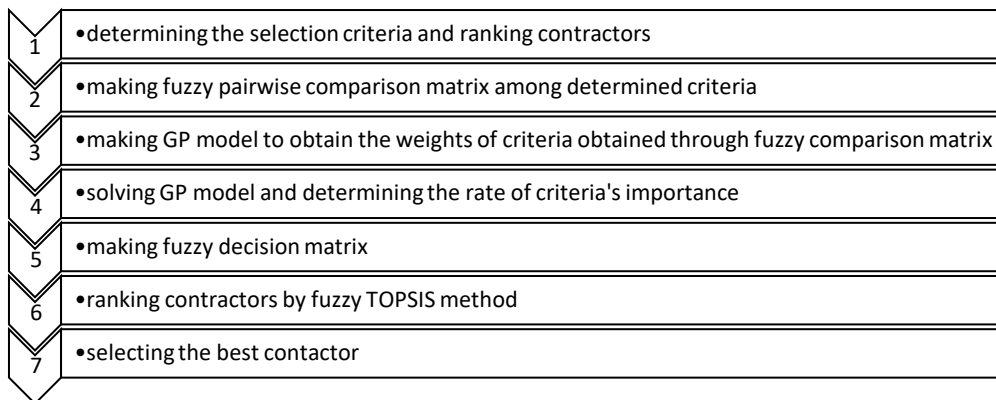 1 •determining the selection criteria and ranking contractors
2 •making fuzzy pairwise comparison matrix among determined criteria
3 •making GP model to obtain the weights of criteria obtained through fuzzy comparison matrix
4 •solving GP model and determining the rate of criteria's importance
5 •making fuzzy decision matrix
6 •ranking contractors by fuzzy TOPSIS method
7 •selecting the best contactor